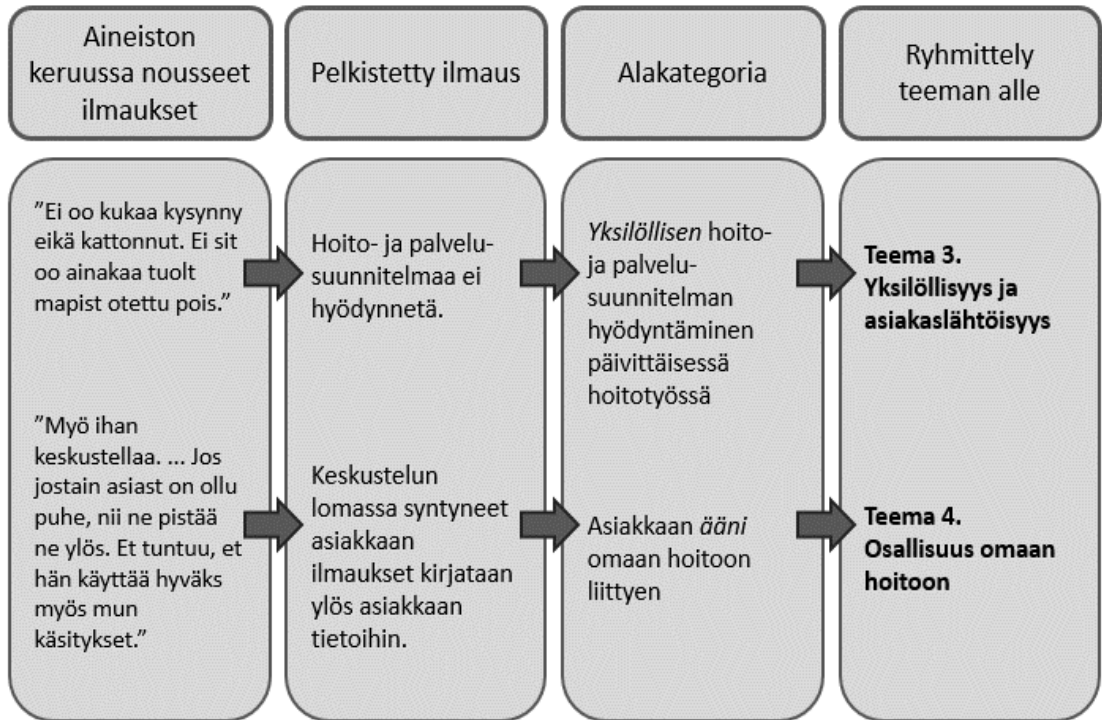 Aineiston
keruussa nousseet
ilmaukset
Pelkistetty ilmaus
Alakategoria
Ryhmittely
teeman alle
”Ei oo kukaa kysynny
eikä kattonnut. Ei sit
oo ainakaa tuolt
mapist otettu pois.”
Hoito- ja palvelu-
suunnitelmaa ei
hyödynnetä.
Yksilöllisen hoito-
ja palvelu-
suunnitelman
hyödyntäminen
päivittäisessä
hoitotyössä
Teema 3.
Yksilöllisyys ja
asiakaslähtöisyys
”Myö ihan
keskustellaa. ... Jos
jostain asiast on ollu
puhe, nii ne pistää
ne ylös. Et tuntuu, et
hän käyttää hyväks
myös mun
käsitykset.”
Keskustelun
lomassa syntyneet
asiakkaan
ilmaukset kirjataan
ylös asiakkaan
tietoihin.
Asiakkaan ääni
omaan hoitoon
liittyen
Teema 4.
Osallisuus omaan
hoitoon